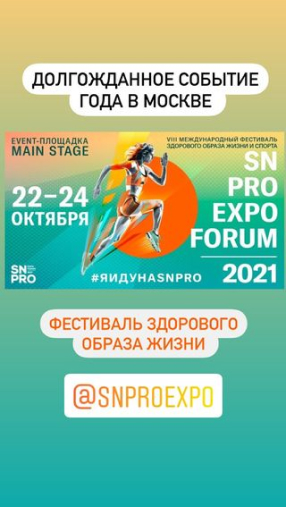 ДОЛГОЖДАННОЕ СОБЫТИЕ
ГОДА В МОСКВЕ
EVENT-ПЛОЩАДКА
MAIN STAGE
22–24
ОКТЯБРЯ
SN
PRO
#ЯИДУНАSNPRO
VIII МЕЖДУНАРОДНЫЙ ФЕСТИВАЛЬ
ЗДОРОВОГО ОБРАЗА ЖИЗНИ И СПОРТА
SN
PRO
EXPO
FORUM
2021
ФЕСТИВАЛЬ ЗДОРОВОГО
ОБРАЗА ЖИЗНИ
@SNPROEXPO